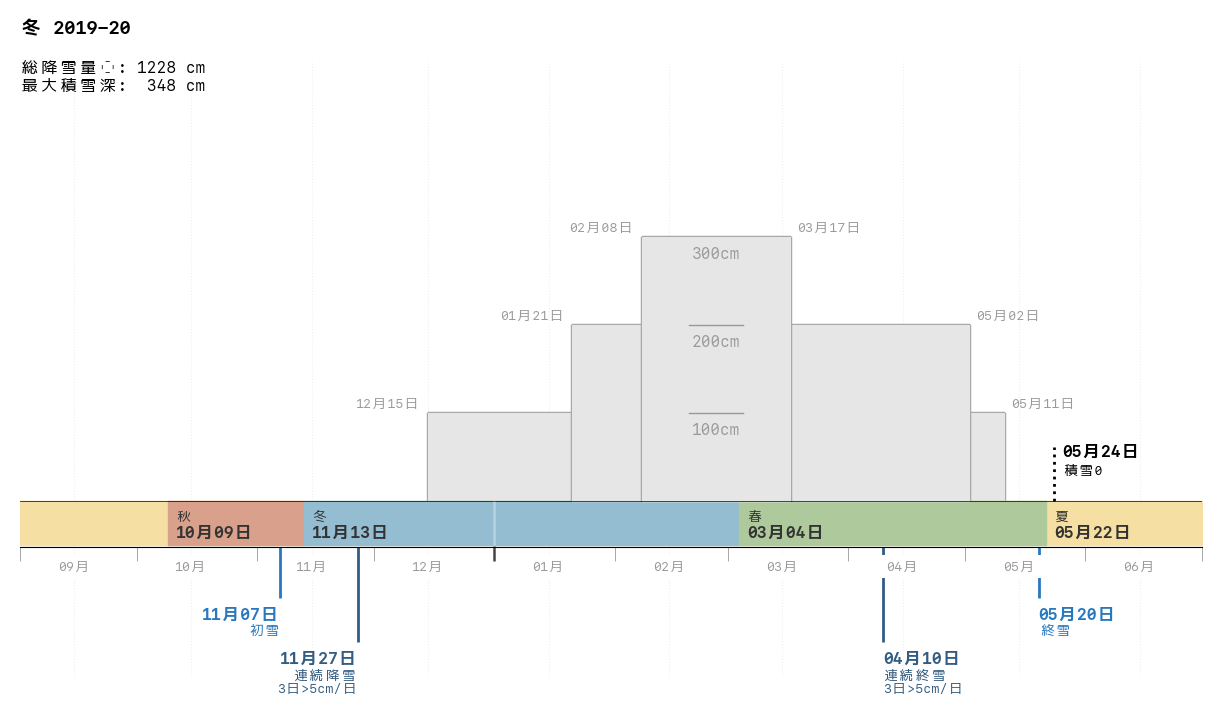 冬 2019–20
総降雪量: 1228 cm
最大積雪深: 348 cm
02月08日
03月17日
300cm
01月21日
05月02日
200cm
12月15日
05月11日
100cm
05月24日
積雪0
秋
10月09日
冬
11月13日
春
03月04日
夏
05月22日
09月
10月
11月
12月
01月
02月
03月
04月
05月
06月
11月07日
初雪
05月20日
終雪
11月27日
連続降雪
3日>5cm/日
04月10日
連続終雪
3日>5cm/日